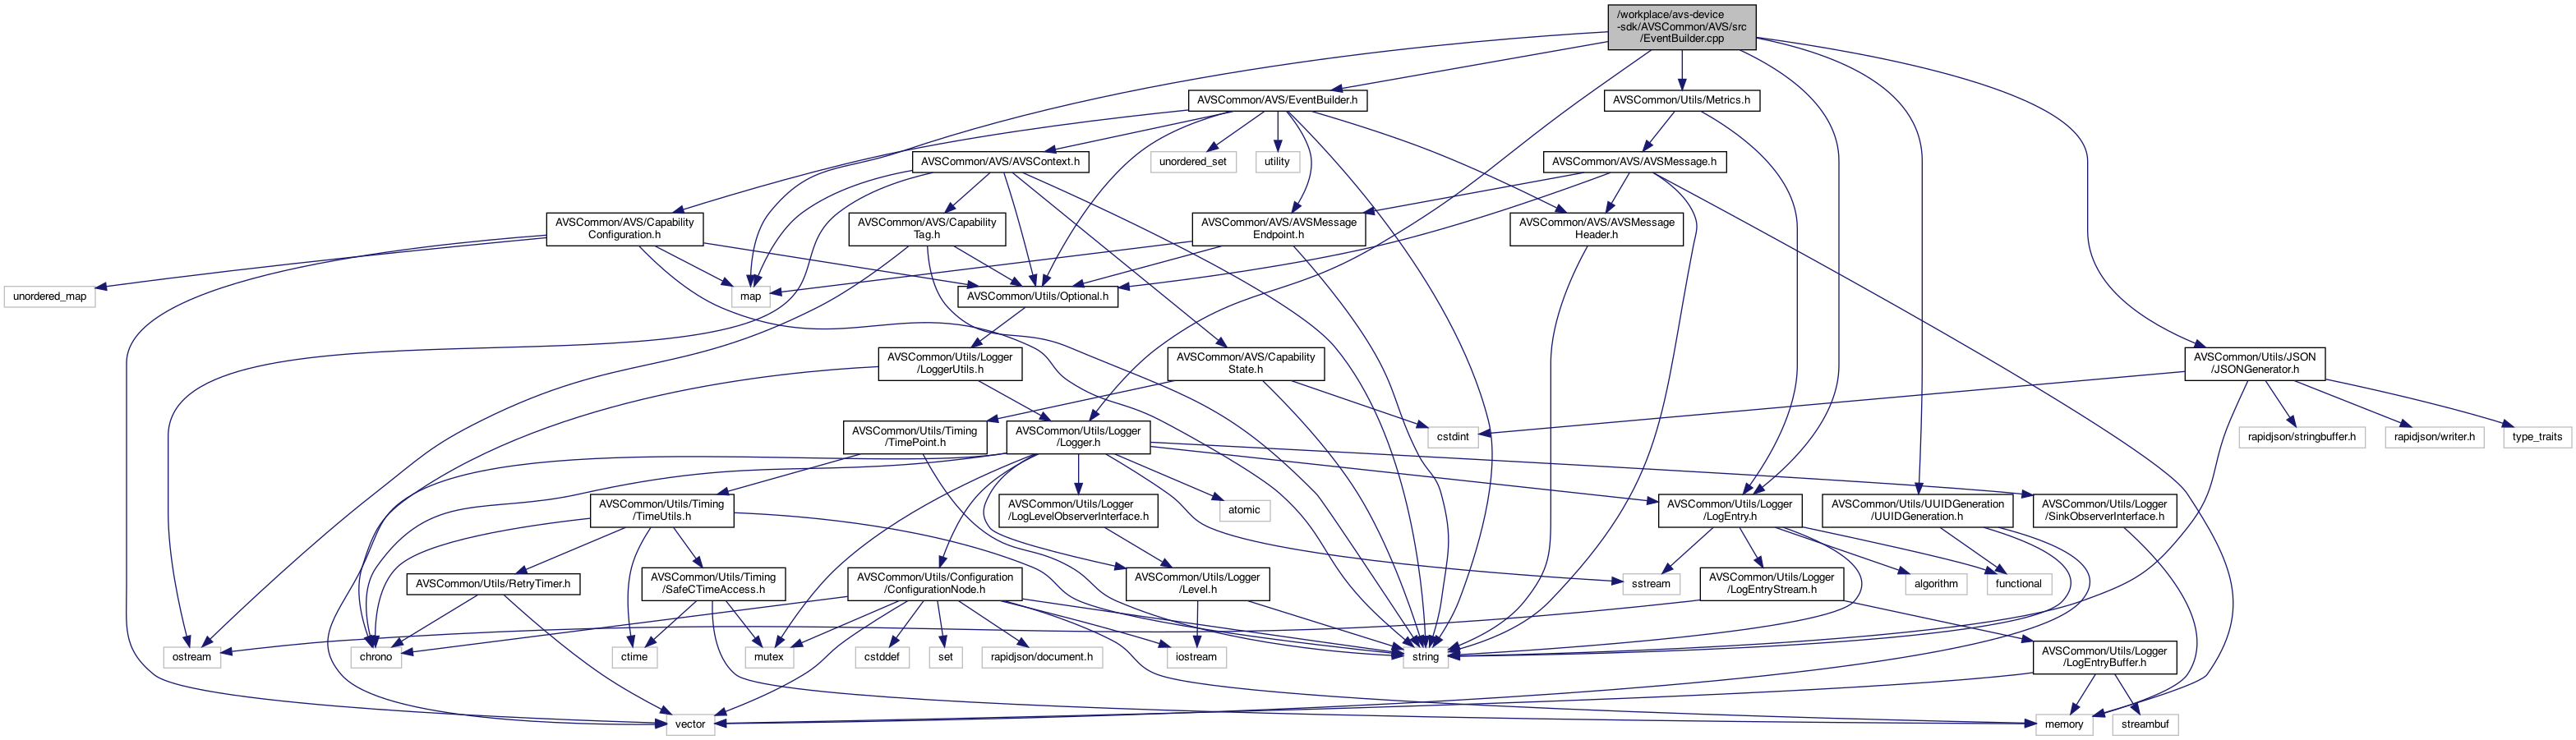 /workplace/avs-device
-sdk/AVSCommon/AVS/src
/EventBuilder.cpp
AVSCommon/AVS/EventBuilder.h
AVSCommon/Utils/Metrics.h
AVSCommon/AVS/AVSContext.h
unordered_set
utility
AVSCommon/AVS/AVSMessage.h
AVSCommon/AVS/Capability
Configuration.h
AVSCommon/AVS/Capability
Tag.h
AVSCommon/AVS/AVSMessage
Endpoint.h
AVSCommon/AVS/AVSMessage
Header.h
unordered_map
map
AVSCommon/Utils/Optional.h
AVSCommon/Utils/Logger
/LoggerUtils.h
AVSCommon/AVS/Capability
State.h
AVSCommon/Utils/JSON
/JSONGenerator.h
AVSCommon/Utils/Timing
/TimePoint.h
AVSCommon/Utils/Logger
/Logger.h
cstdint
rapidjson/stringbuffer.h
rapidjson/writer.h
type_traits
AVSCommon/Utils/Timing
/TimeUtils.h
AVSCommon/Utils/Logger
/LogLevelObserverInterface.h
atomic
AVSCommon/Utils/Logger
/LogEntry.h
AVSCommon/Utils/UUIDGeneration
/UUIDGeneration.h
AVSCommon/Utils/Logger
/SinkObserverInterface.h
AVSCommon/Utils/RetryTimer.h
AVSCommon/Utils/Timing
/SafeCTimeAccess.h
AVSCommon/Utils/Configuration
/ConfigurationNode.h
AVSCommon/Utils/Logger
/Level.h
sstream
AVSCommon/Utils/Logger
/LogEntryStream.h
algorithm
functional
ostream
chrono
ctime
mutex
cstddef
set
rapidjson/document.h
iostream
string
AVSCommon/Utils/Logger
/LogEntryBuffer.h
vector
memory
streambuf